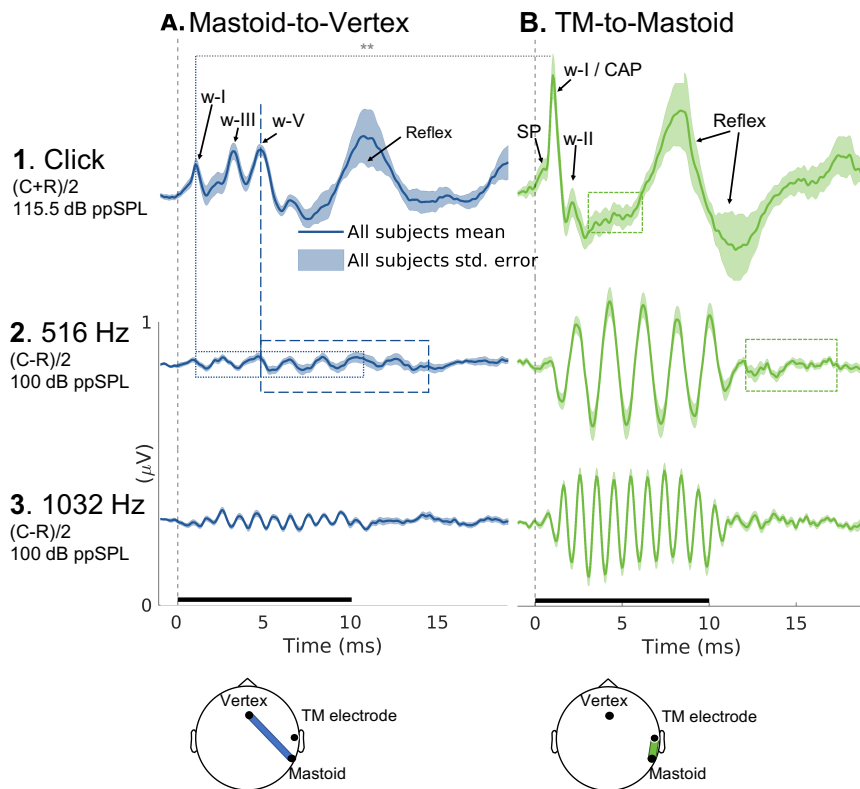 A. Mastoid-to-Vertex
B. TM-to-Mastoid
**
w-I
w-III
w-V
Reflex
w-I / CAP
SP
w-II
Reflex
1. Click
(C+R)/2
115.5 dB ppSPL
All subjects mean
All subjects std. error
1
2. 516 Hz
(C-R)/2
100 dB ppSPL
(μV)
3. 1032 Hz
(C-R)/2
100 dB ppSPL
0
0 5 10 15
Time (ms)
0 5 10 15
Time (ms)
Vertex
TM electrode
Mastoid
Vertex
TM electrode
Mastoid